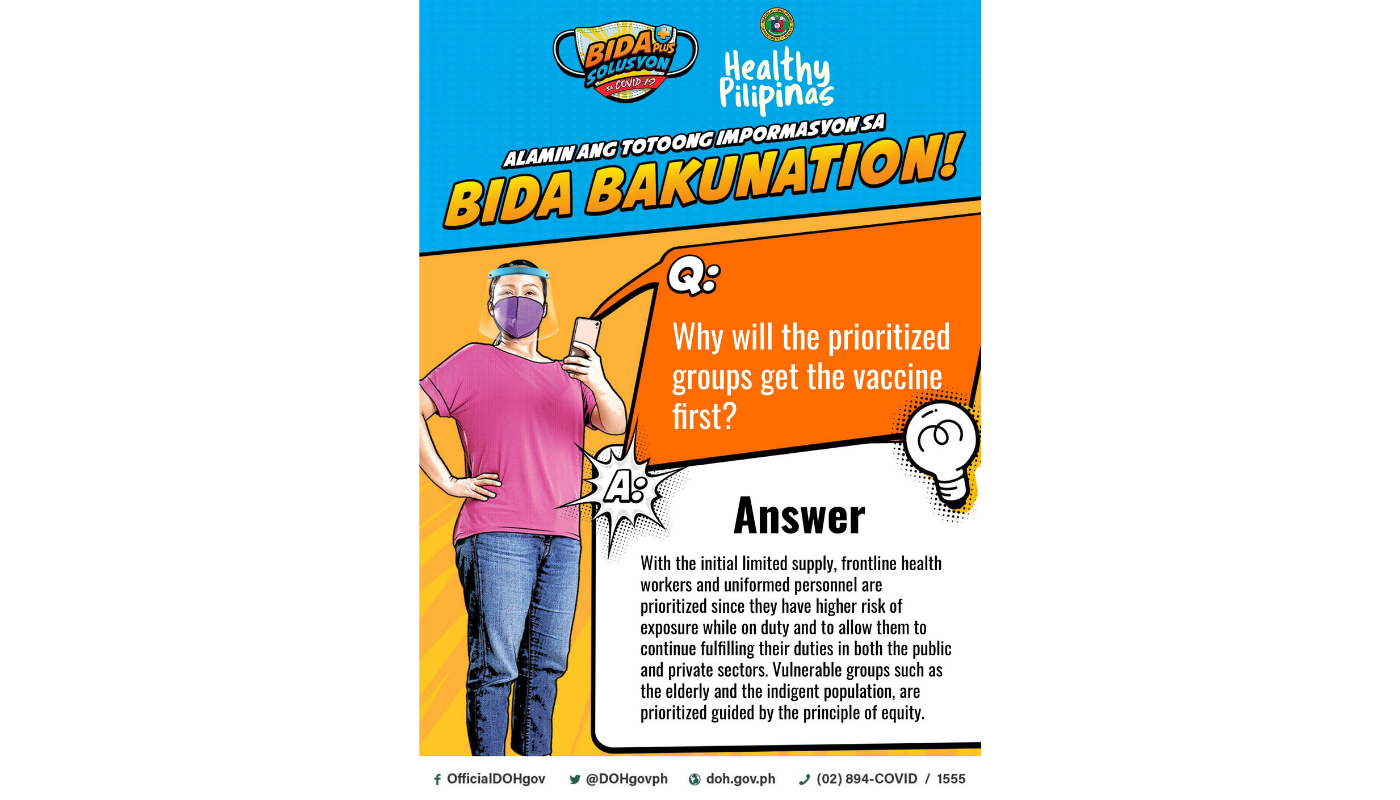 BIDA PLUS
SOLUSYON
sa COVID-19
Healthy
Pilipinas
ALAMIN ANG TOTOONG IMPORMASYON SA
BIDA BAKUNATION!
Q:
Why will the prioritized
groups get the vaccine
first?
A:
Answer
With the initial limited supply, frontline health
workers and uniformed personnel are
prioritized since they have higher risk of
exposure while on duty and to allow them to
continue fulfilling their duties in both the public
and private sectors. Vulnerable groups such as
the elderly and the indigent population, are
prioritized guided by the principle of equity.
OfficialDOHgov @DOHgovph doh.gov.ph (02) 894-COVID / 1555